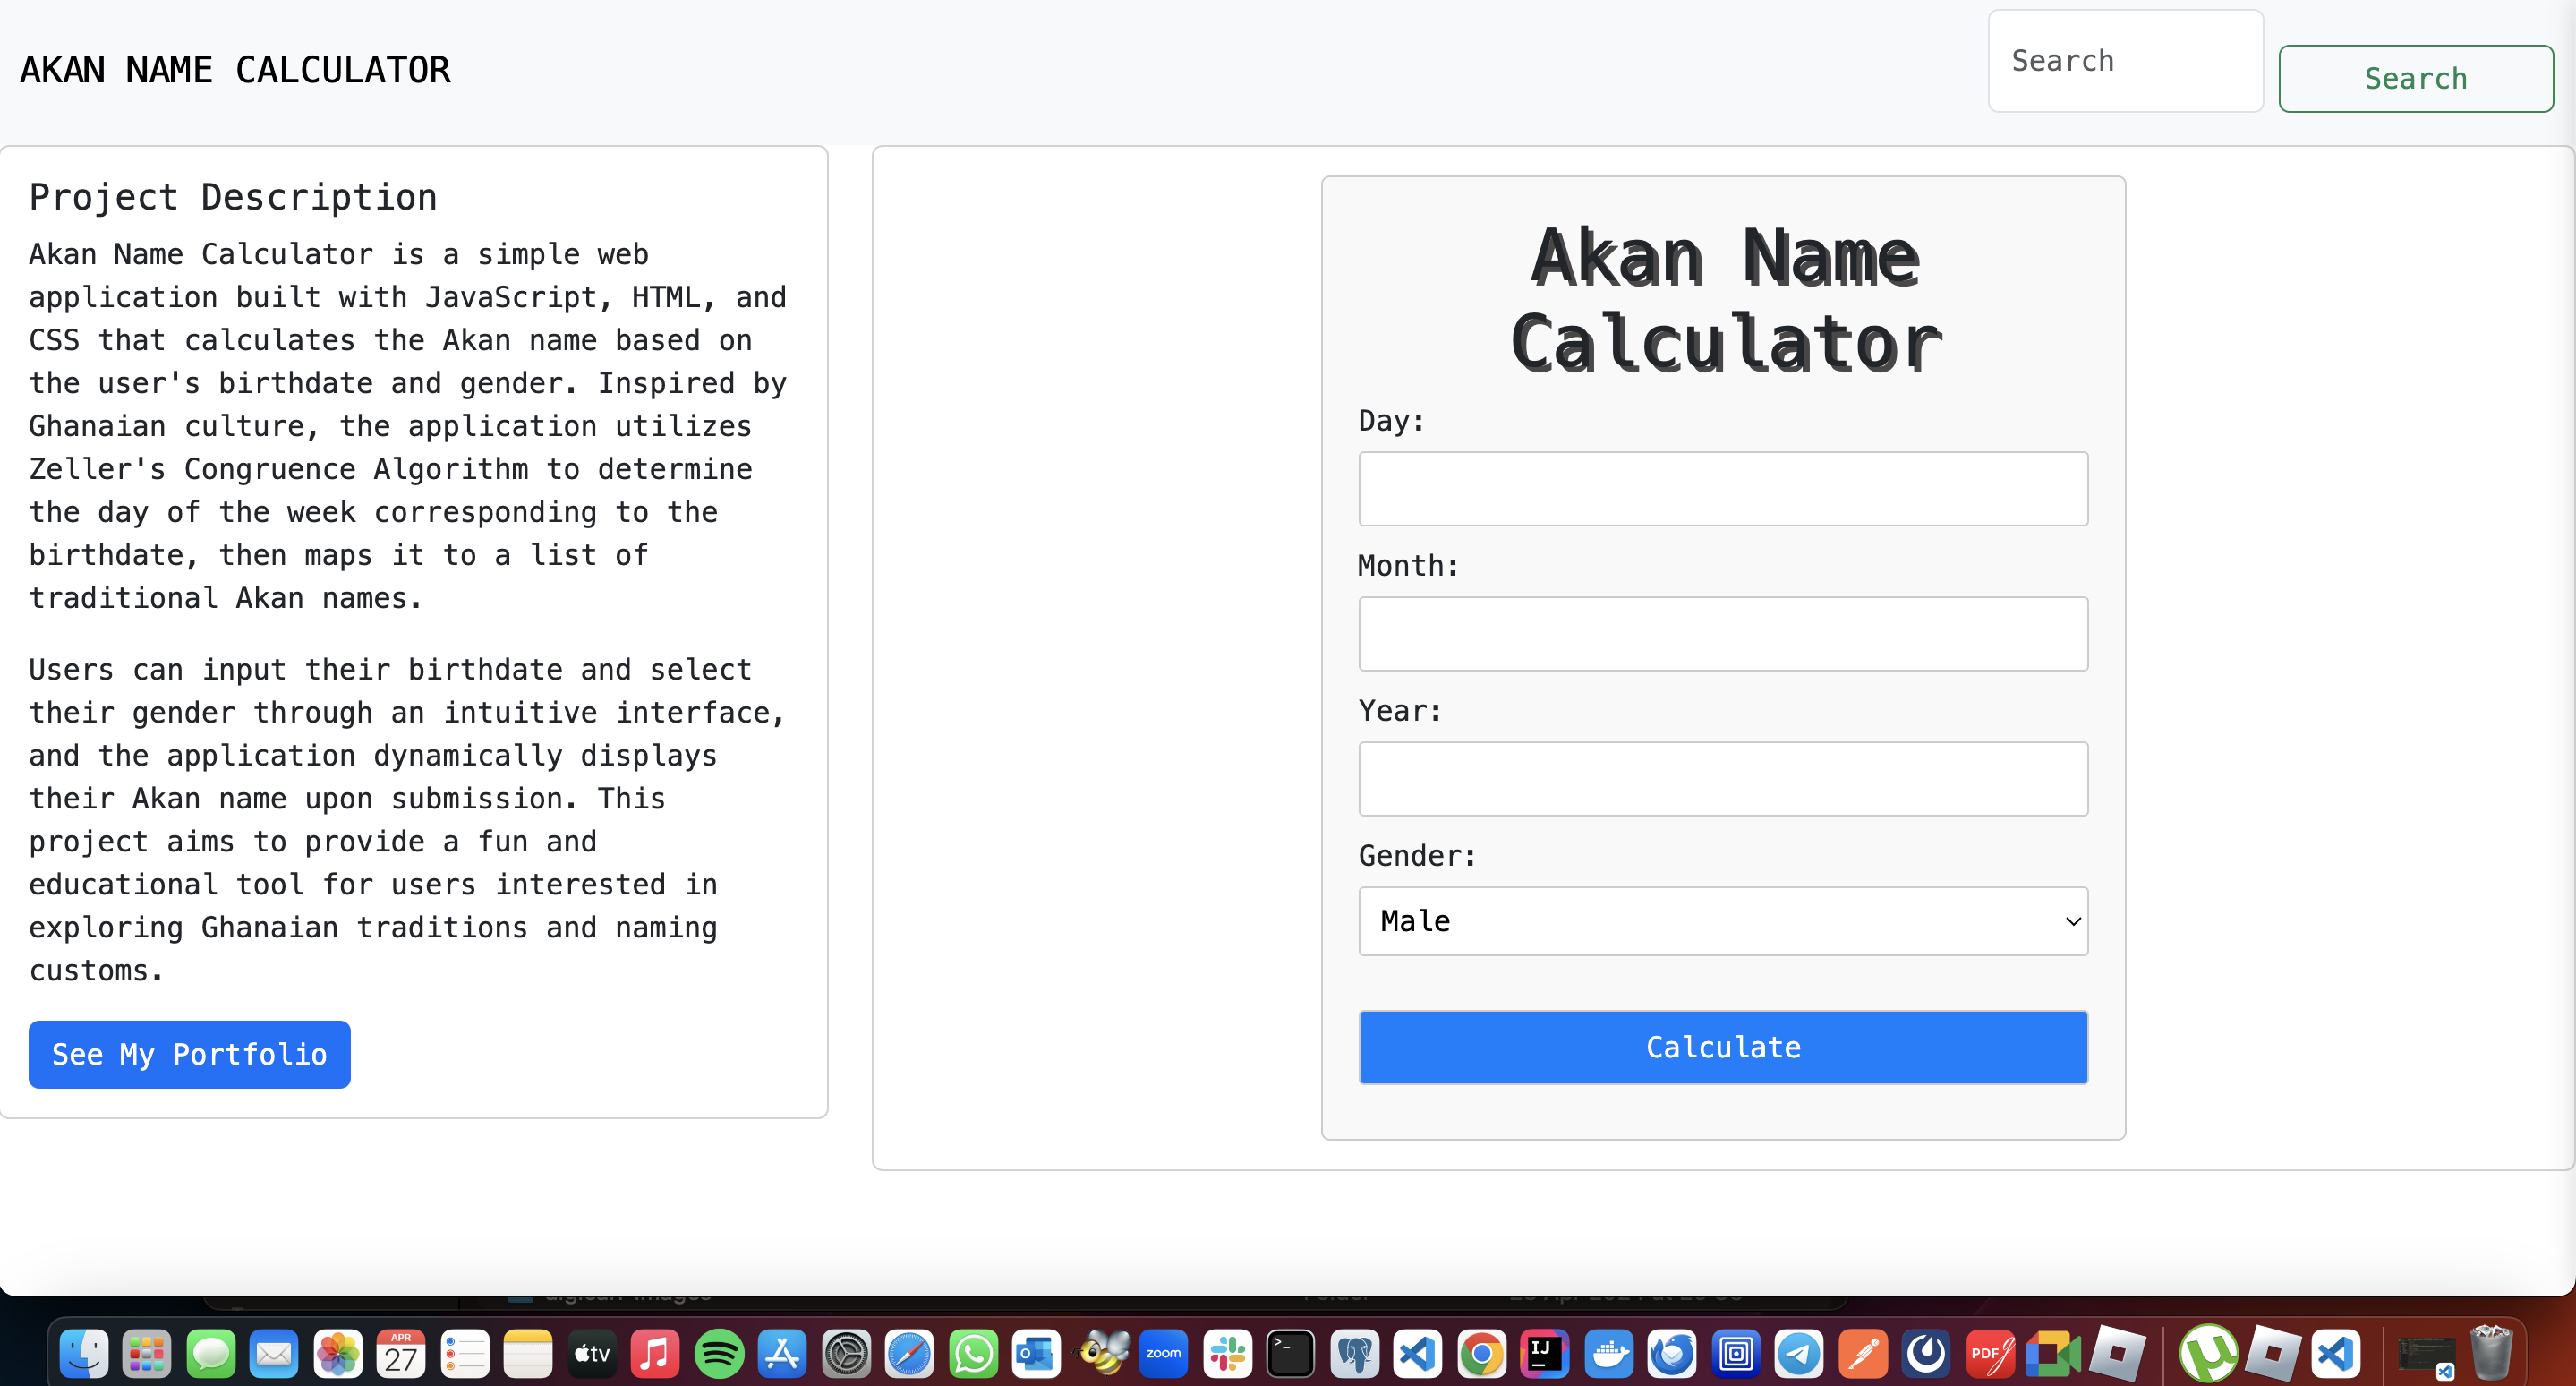 AKAN NAME CALCULATOR
Search
Search
Project Description
Akan Name Calculator is a simple web
application built with JavaScript, HTML, and
CSS that calculates the Akan name based on
the user's birthdate and gender. Inspired by
Ghanaian culture, the application utilizes
Zeller's Congruence Algorithm to determine
the day of the week corresponding to the
birthdate, then maps it to a list of
traditional Akan names.
Users can input their birthdate and select
their gender through an intuitive interface,
and the application dynamically displays
their Akan name upon submission. This
project aims to provide a fun and
educational tool for users interested in
exploring Ghanaian traditions and naming
customs.
See My Portfolio
Akan Name
Calculator
Day:
Month:
Year:
Gender:
Male
Calculate
APR
27
tv
zoom
>_
IJ
PDF